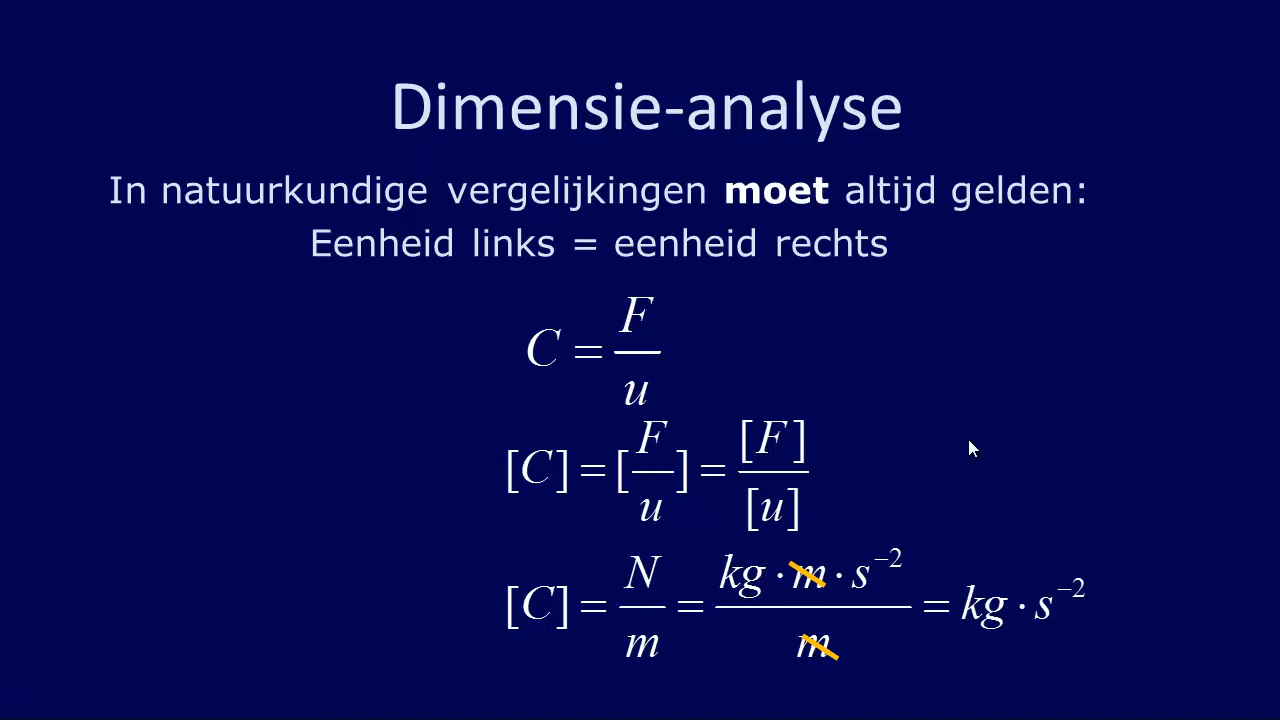 Dimensie-analyse
In natuurkundige vergelijkingen moet altijd gelden:
Eenheid links = eenheid rechts
C = F/u
[C] = [F/u] = [F]/[u]
[C] = N/m = kg · m · s⁻²/m = kg · s⁻²